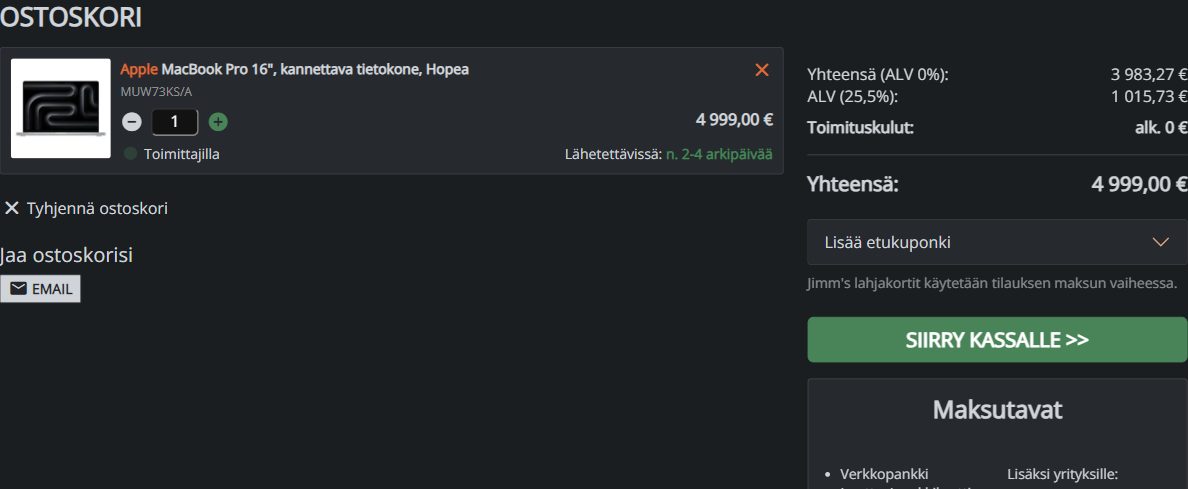 OSTOSKORI
Apple MacBook Pro 16", kannettava tietokone, Hopea
MUW73KS/A
1
4 999,00 €
Toimittajilla
Lähetettävissä: n. 2-4 arkipäivää
Tyhjennä ostoskori
Jaa ostoskorisi
EMAIL
Yhteensä (ALV 0%): 3 983,27 €
ALV (25,5%): 1 015,73 €
Toimituskulut: alk. 0 €
Yhteensä: 4 999,00 €
Lisää etukuponki
Jimm's lahjakortit käytetään tilauksen maksun vaiheessa.
SIIRRY KASSALLE >>
Maksutavat
• Verkkopankki
Lisäksi yrityksille: